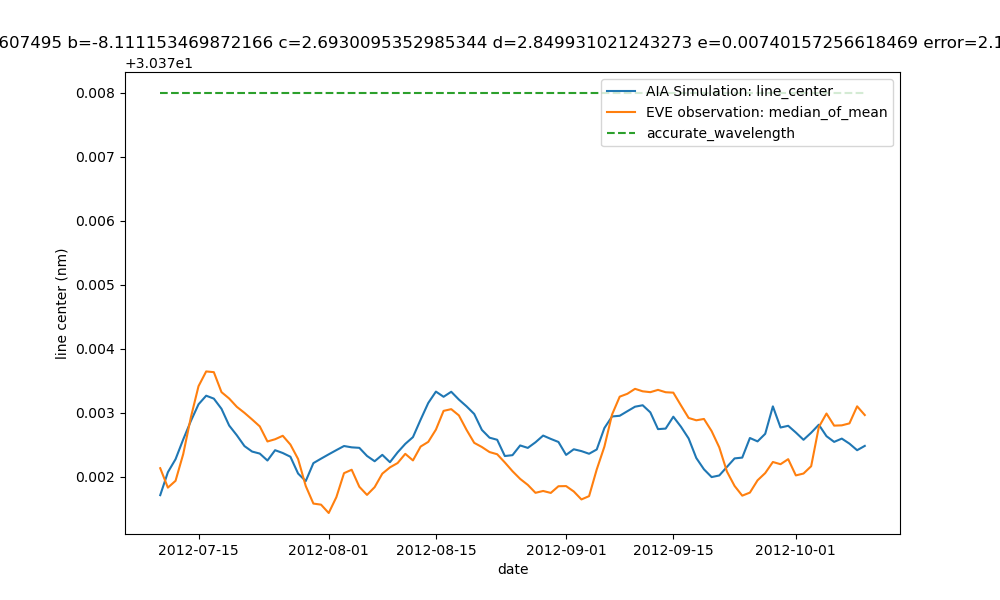 607495 b=-8.111153469872166 c=2.6930095352985344 d=2.849931021243273 e=0.00740157256618469 error=2.1
+3.037e1
0.008
0.007
0.006
0.005
0.004
0.003
0.002
line center (nm)
AIA Simulation: line_center
EVE observation: median_of_mean
accurate_wavelength
2012-07-15
2012-08-01
2012-08-15
2012-09-01
2012-09-15
2012-10-01
date